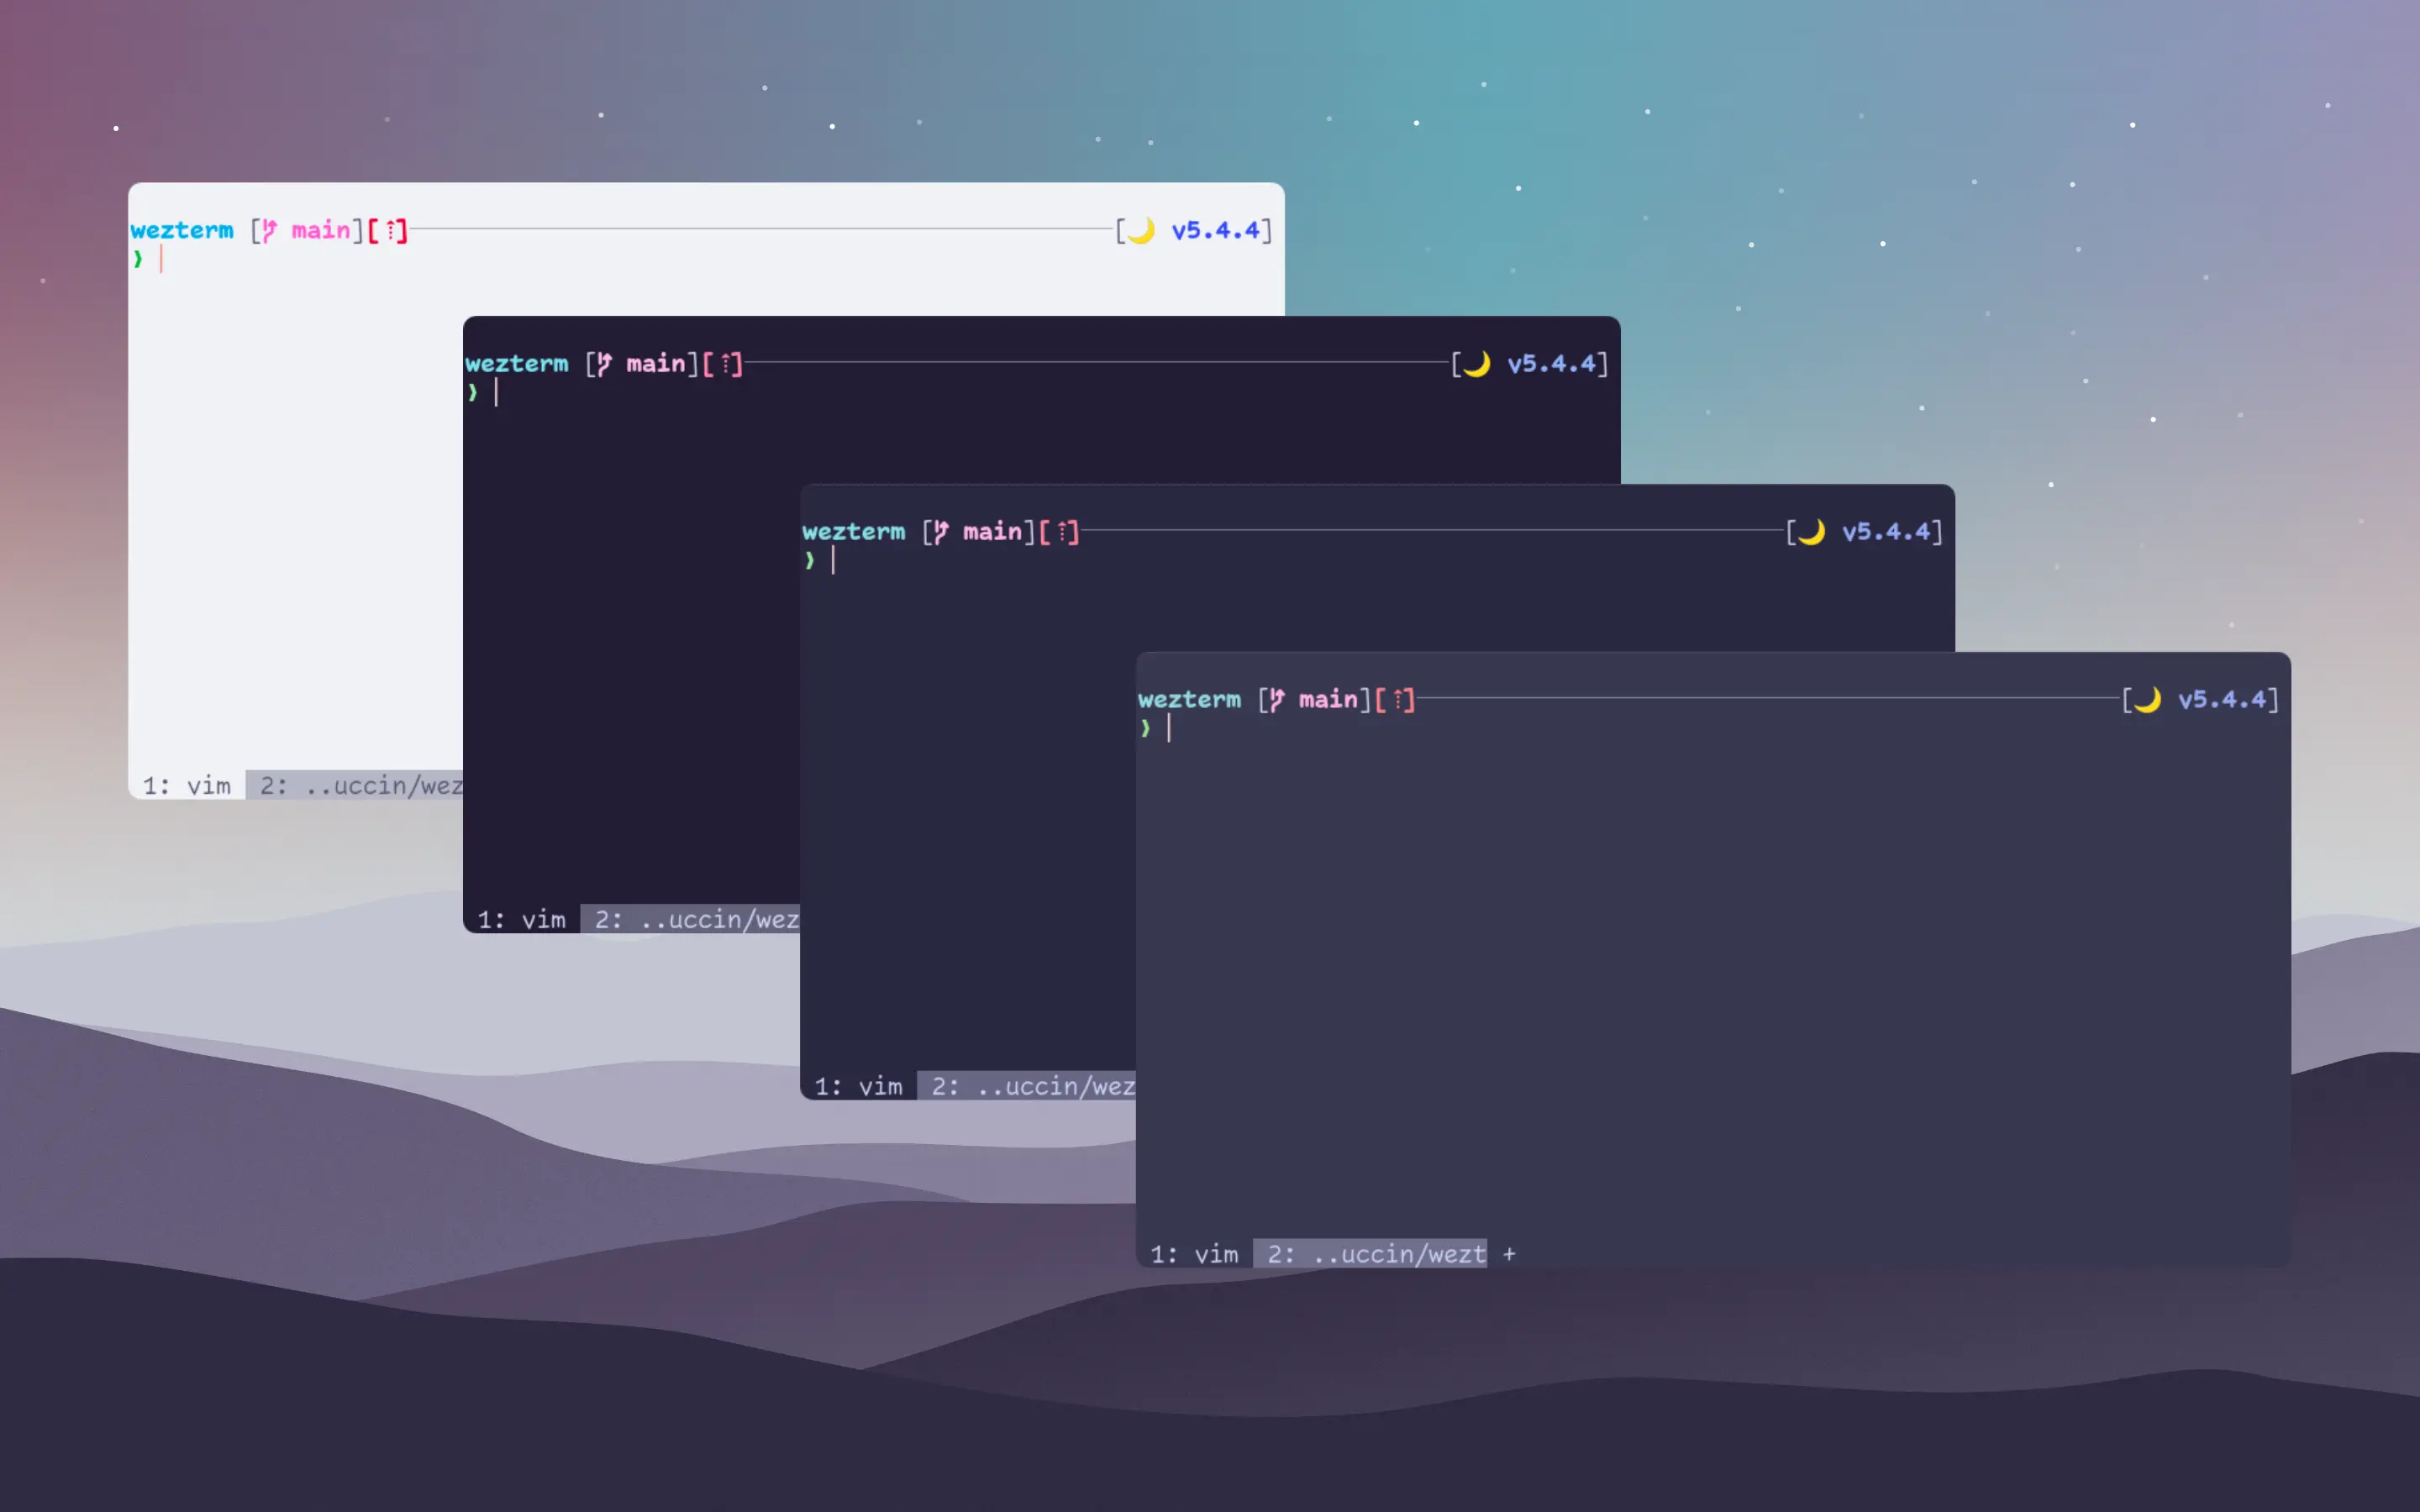 wezterm [ main][⇡] [🌙 v5.4.4]
❯
1: vim 2: ..uccin/wez
wezterm [ main][⇡] [🌙 v5.4.4]
❯
1: vim 2: ..uccin/wez
wezterm [ main][⇡] [🌙 v5.4.4]
❯
1: vim 2: ..uccin/wez
wezterm [ main][⇡] [🌙 v5.4.4]
❯
1: vim 2: ..uccin/wezt +